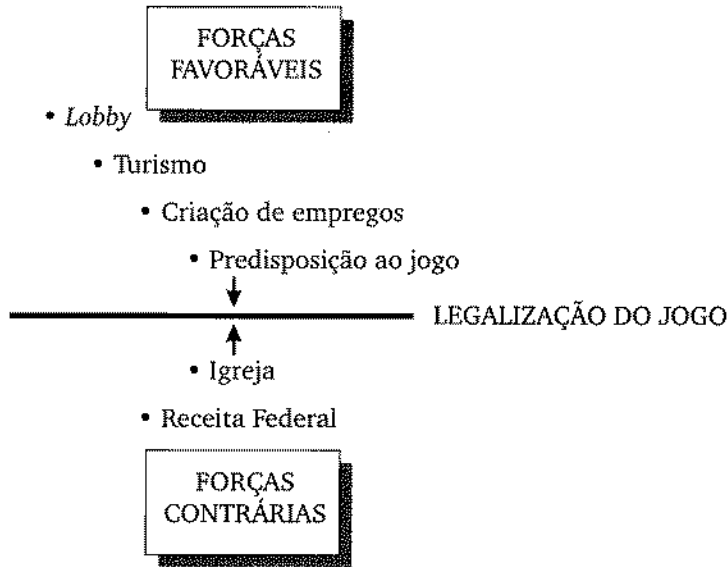 FORÇAS
FAVORÁVEIS
• Lobby
• Turismo
• Criação de empregos
• Predisposição ao jogo
LEGALIZAÇÃO DO JOGO
• Igreja
• Receita Federal
FORÇAS
CONTRÁRIAS